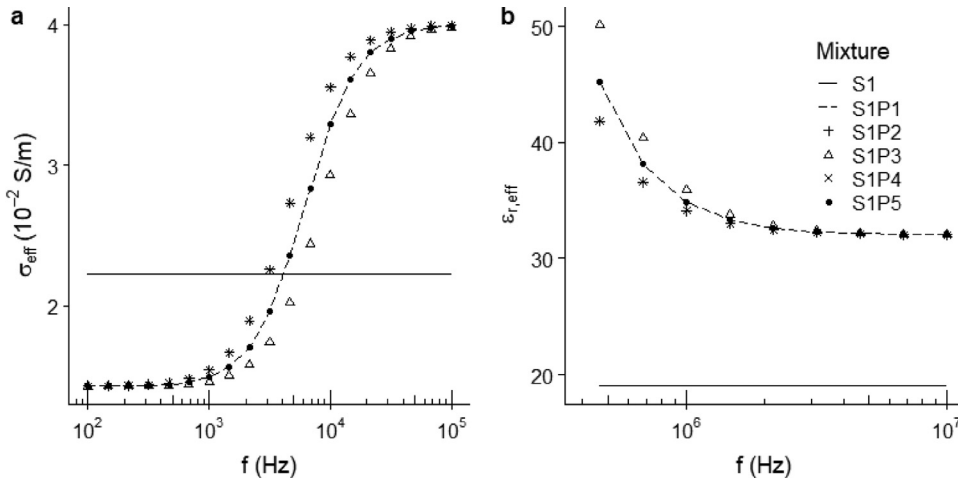 a
4
3
2
σeff (10⁻² S/m)
10² 10³ 10⁴ 10⁵
f (Hz)
b
50
40
30
20
εr,eff
10⁶ 10⁷
f (Hz)
Mixture
S1
S1P1
S1P2
S1P3
S1P4
S1P5